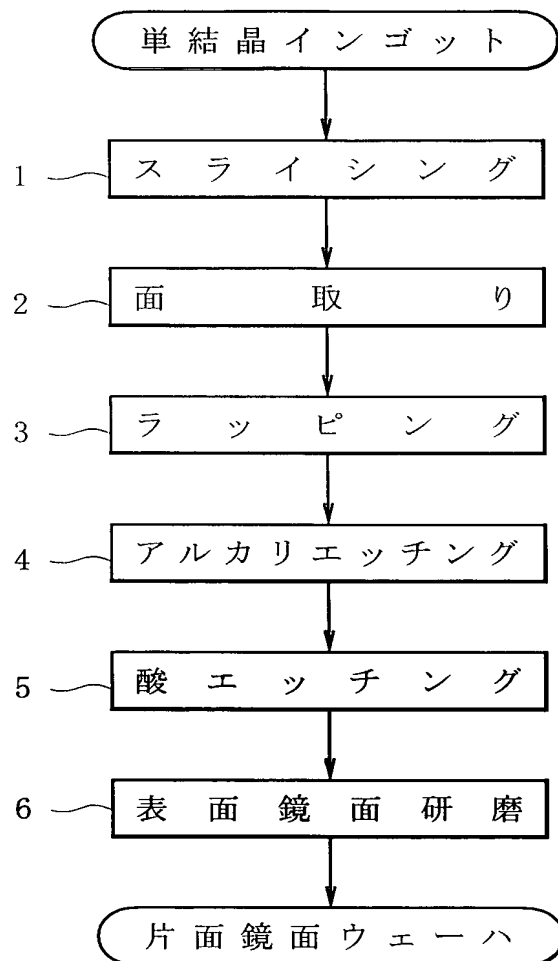 単結晶インゴット
1 スライシング
2 面取り
3 ラッピング
4 アルカリエッチング
5 酸エッチング
6 表面鏡面研磨
片面鏡面ウェーハ